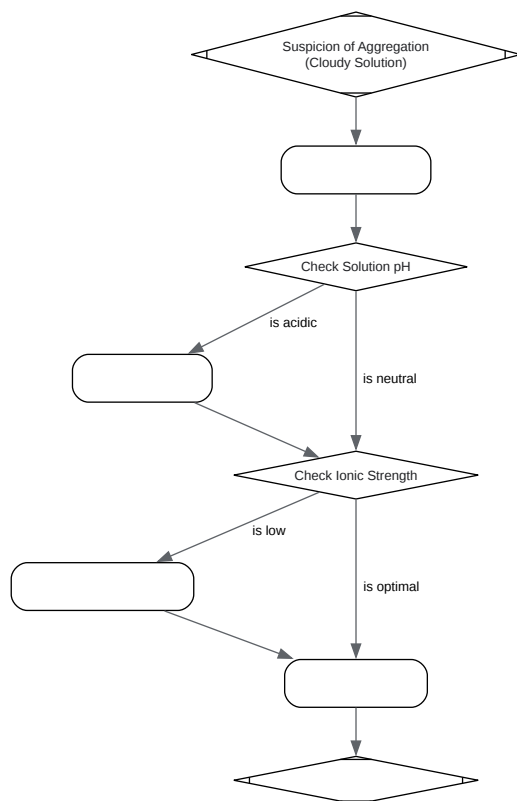 Suspicion of Aggregation
(Cloudy Solution)
Check Solution pH
is acidic
is neutral
Check Ionic Strength
is low
is optimal